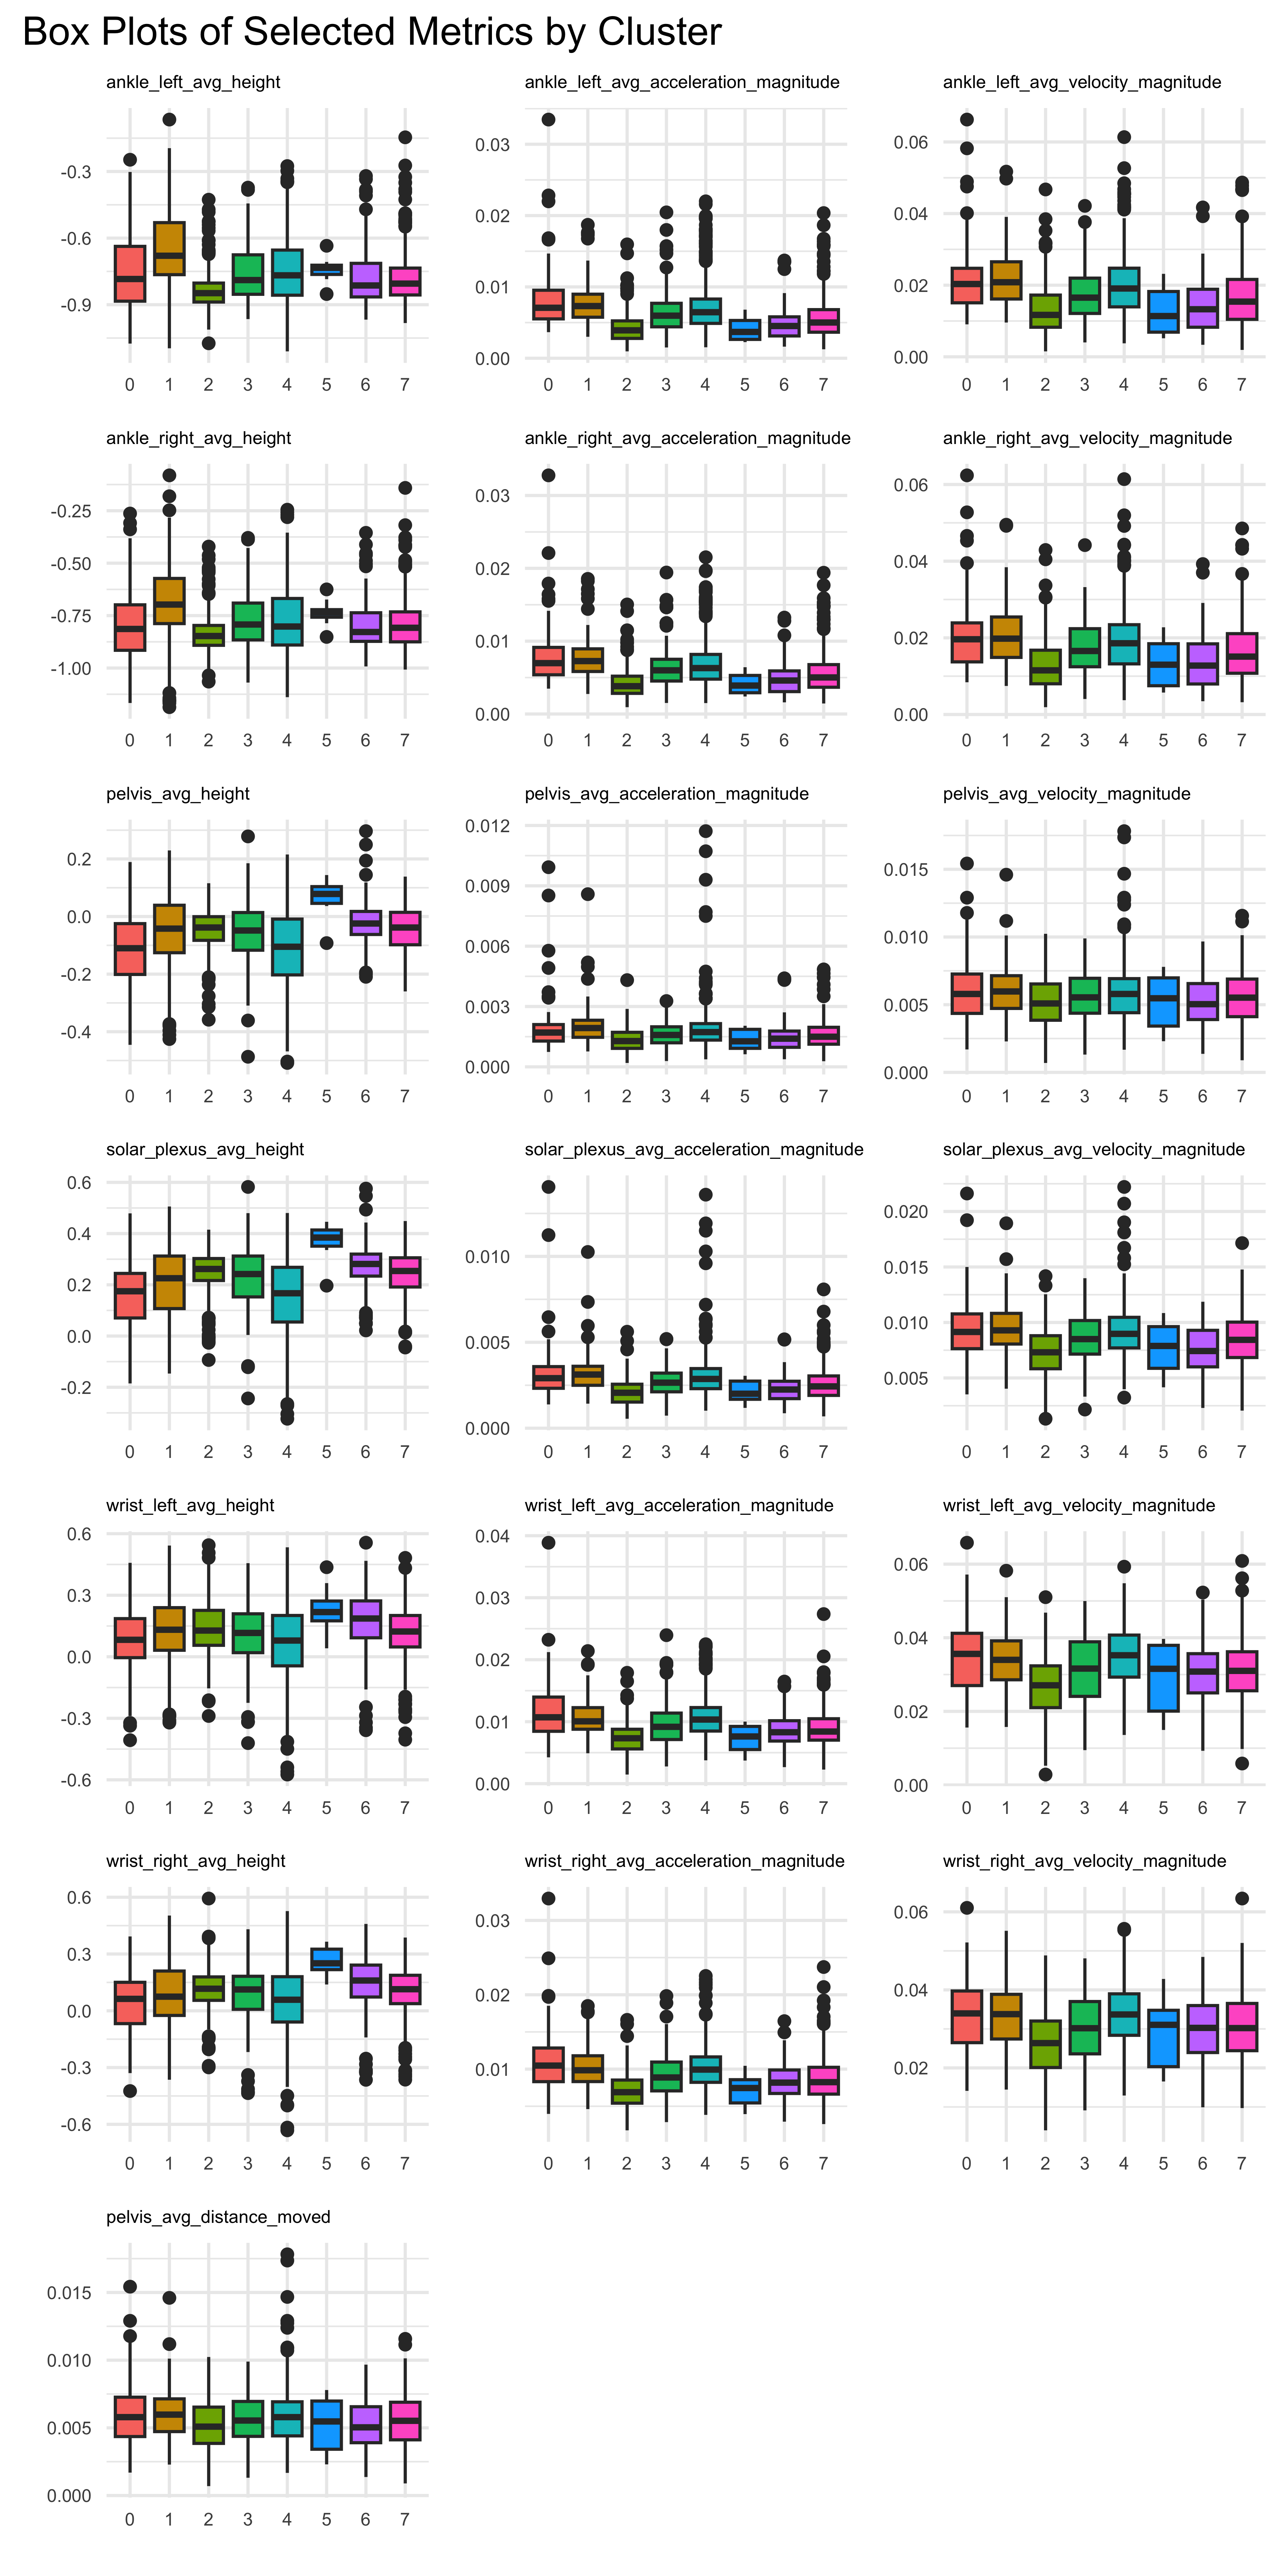 Box Plots of Selected Metrics by Cluster
ankle_left_avg_height
-0.3
-0.6
-0.9
0 1 2 3 4 5 6 7
ankle_left_avg_acceleration_magnitude
0.03
0.02
0.01
0.00
0 1 2 3 4 5 6 7
ankle_left_avg_velocity_magnitude
0.06
0.04
0.02
0.00
0 1 2 3 4 5 6 7
ankle_right_avg_height
-0.25
-0.50
-0.75
-1.00
0 1 2 3 4 5 6 7
ankle_right_avg_acceleration_magnitude
0.03
0.02
0.01
0.00
0 1 2 3 4 5 6 7
ankle_right_avg_velocity_magnitude
0.06
0.04
0.02
0.00
0 1 2 3 4 5 6 7
pelvis_avg_height
0.2
0.0
-0.2
-0.4
0 1 2 3 4 5 6 7
pelvis_avg_acceleration_magnitude
0.012
0.009
0.006
0.003
0.000
0 1 2 3 4 5 6 7
pelvis_avg_velocity_magnitude
0.015
0.010
0.005
0.000
0 1 2 3 4 5 6 7
solar_plexus_avg_height
0.6
0.4
0.2
0.0
-0.2
0 1 2 3 4 5 6 7
solar_plexus_avg_acceleration_magnitude
0.010
0.005
0.000
0 1 2 3 4 5 6 7
solar_plexus_avg_velocity_magnitude
0.020
0.015
0.010
0.005
0 1 2 3 4 5 6 7
wrist_left_avg_height
0.6
0.3
0.0
-0.3
-0.6
0 1 2 3 4 5 6 7
wrist_left_avg_acceleration_magnitude
0.04
0.03
0.02
0.01
0.00
0 1 2 3 4 5 6 7
wrist_left_avg_velocity_magnitude
0.06
0.04
0.02
0.00
0 1 2 3 4 5 6 7
wrist_right_avg_height
0.6
0.3
0.0
-0.3
-0.6
0 1 2 3 4 5 6 7
wrist_right_avg_acceleration_magnitude
0.03
0.02
0.01
0 1 2 3 4 5 6 7
wrist_right_avg_velocity_magnitude
0.06
0.04
0.02
0 1 2 3 4 5 6 7
pelvis_avg_distance_moved
0.015
0.010
0.005
0.000
0 1 2 3 4 5 6 7